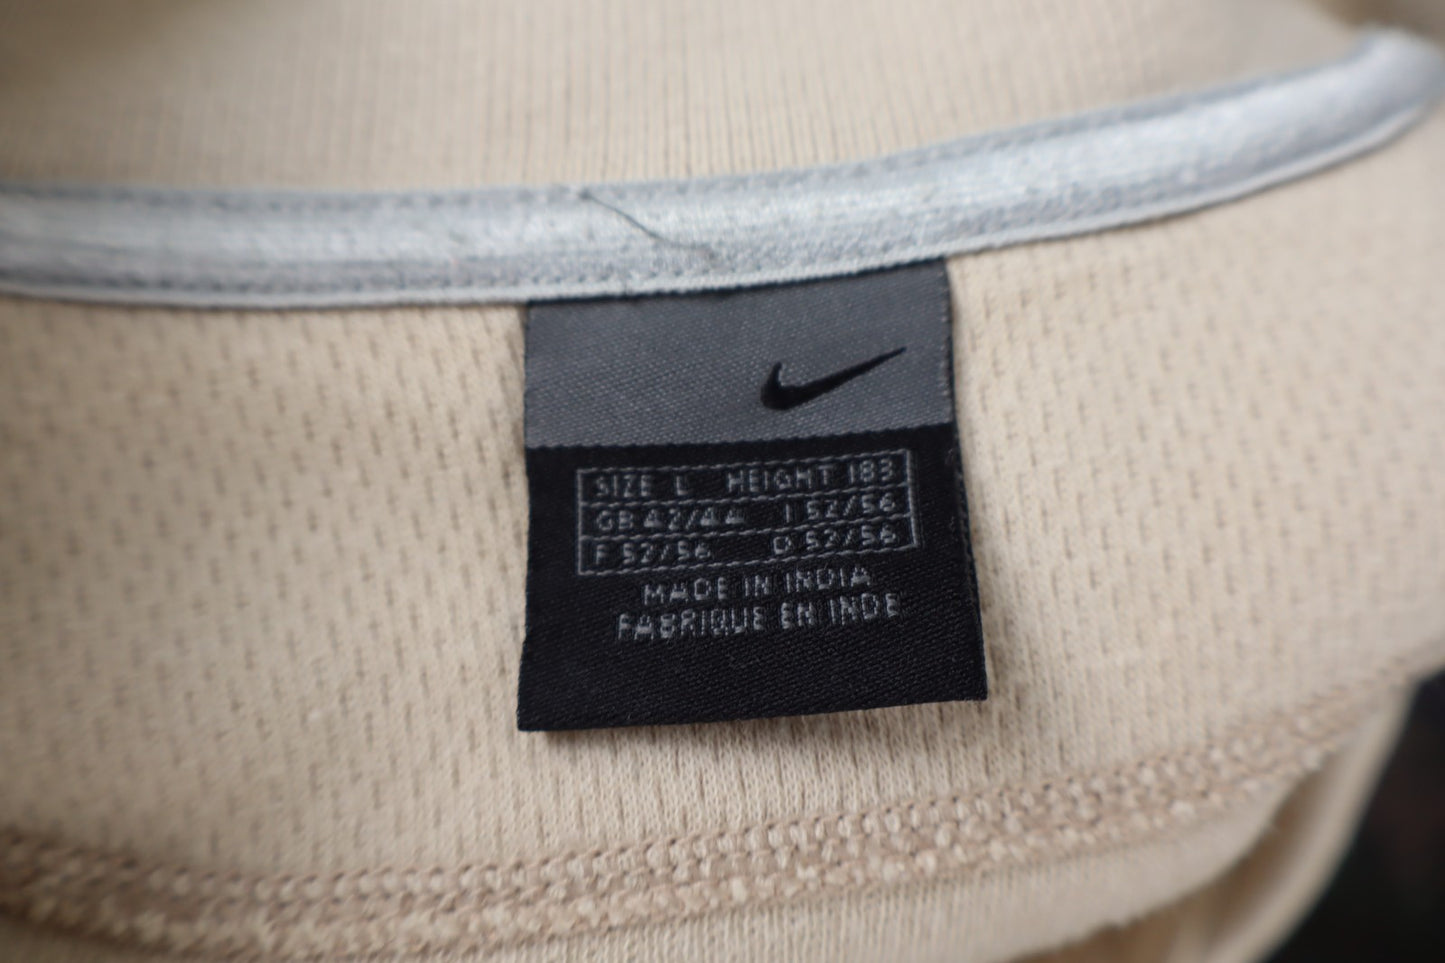 SIZE L HEIGHT 183
GB 42/44 I 52/56
F 52/56 D 52/56
MADE IN INDIA
FABRIQUE EN INDE